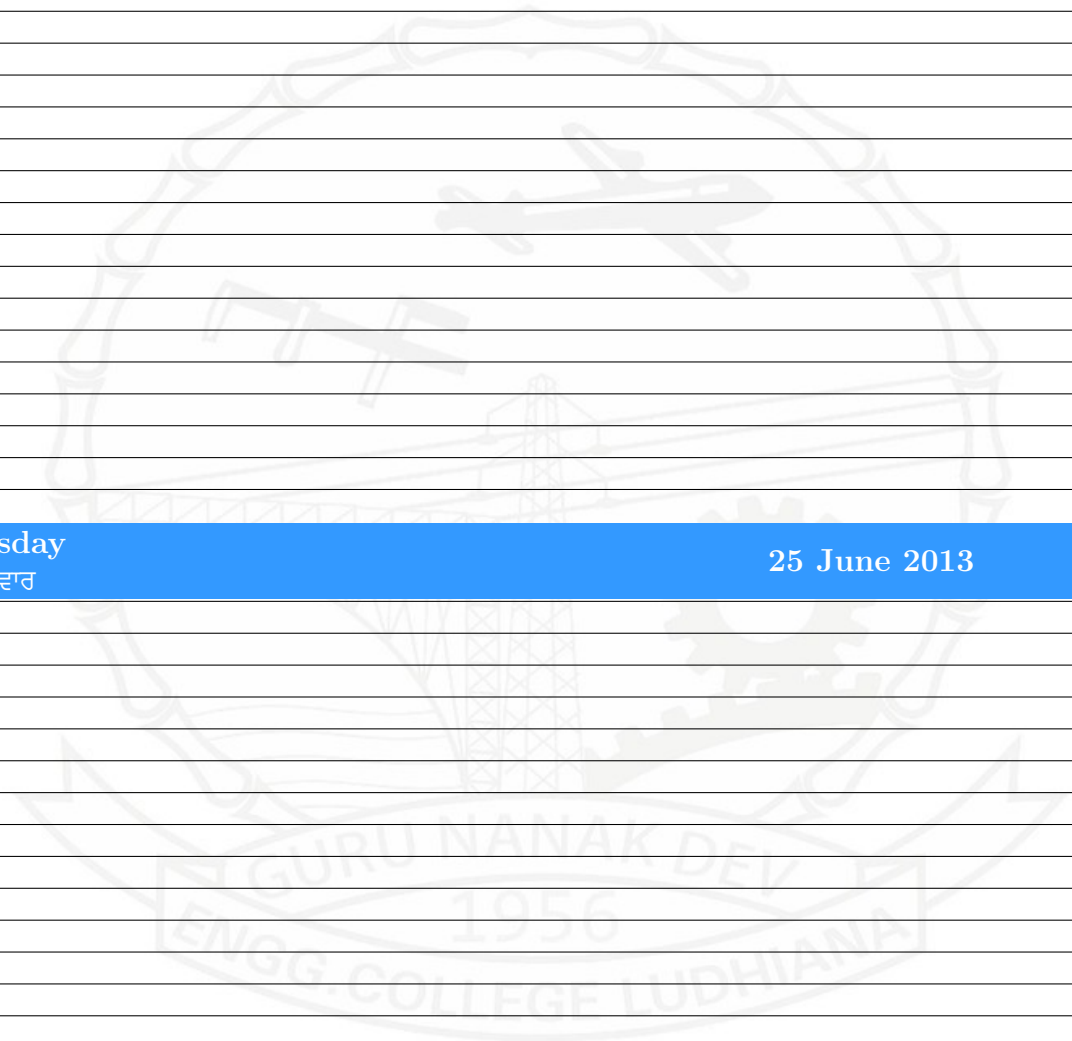 sday
ਵਾਰ
25 June 2013
GURU NANAK DEV
1956
ENGG. COLLEGE LUDHIANA